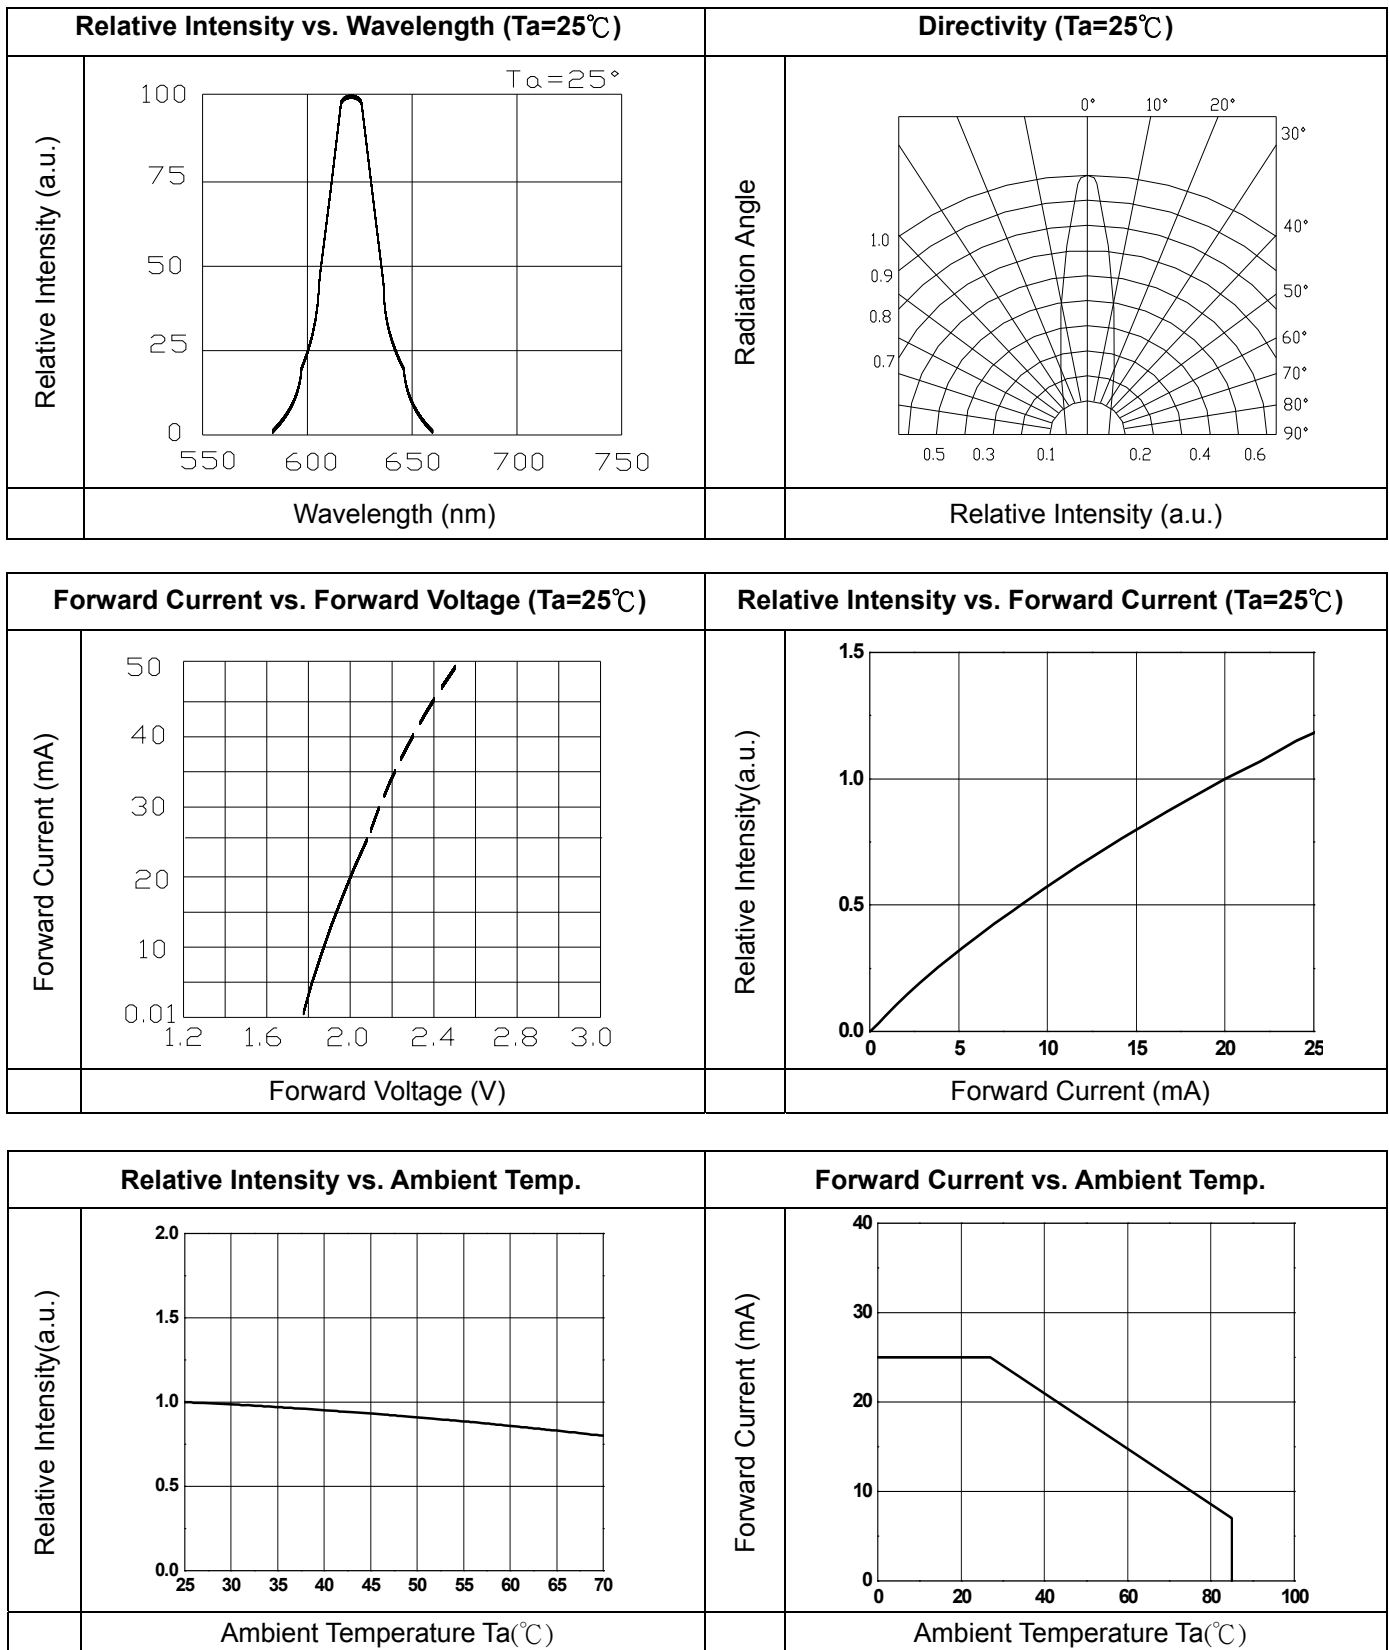 Relative Intensity vs. Wavelength (Ta=25℃)
Directivity (Ta=25℃)
Relative Intensity (a.u.)
Ta=25°
100
75
50
25
0
550 600 650 700 750
Wavelength (nm)
Radiation Angle
0° 10° 20°
30°
40°
50°
60°
70°
80°
90°
1.0
0.9
0.8
0.7
0.5 0.3 0.1 0.2 0.4 0.6
Relative Intensity (a.u.)
Forward Current vs. Forward Voltage (Ta=25℃)
Relative Intensity vs. Forward Current (Ta=25℃)
Forward Current (mA)
50
40
30
20
10
0.01
1.2 1.6 2.0 2.4 2.8 3.0
Forward Voltage (V)
Relative Intensity(a.u.)
1.5
1.0
0.5
0.0
0 5 10 15 20 25
Forward Current (mA)
Relative Intensity vs. Ambient Temp.
Forward Current vs. Ambient Temp.
Relative Intensity(a.u.)
2.0
1.5
1.0
0.5
0.0
25 30 35 40 45 50 55 60 65 70
Ambient Temperature Ta(℃)
Forward Current (mA)
40
30
20
10
0
0 20 40 60 80 100
Ambient Temperature Ta(℃)